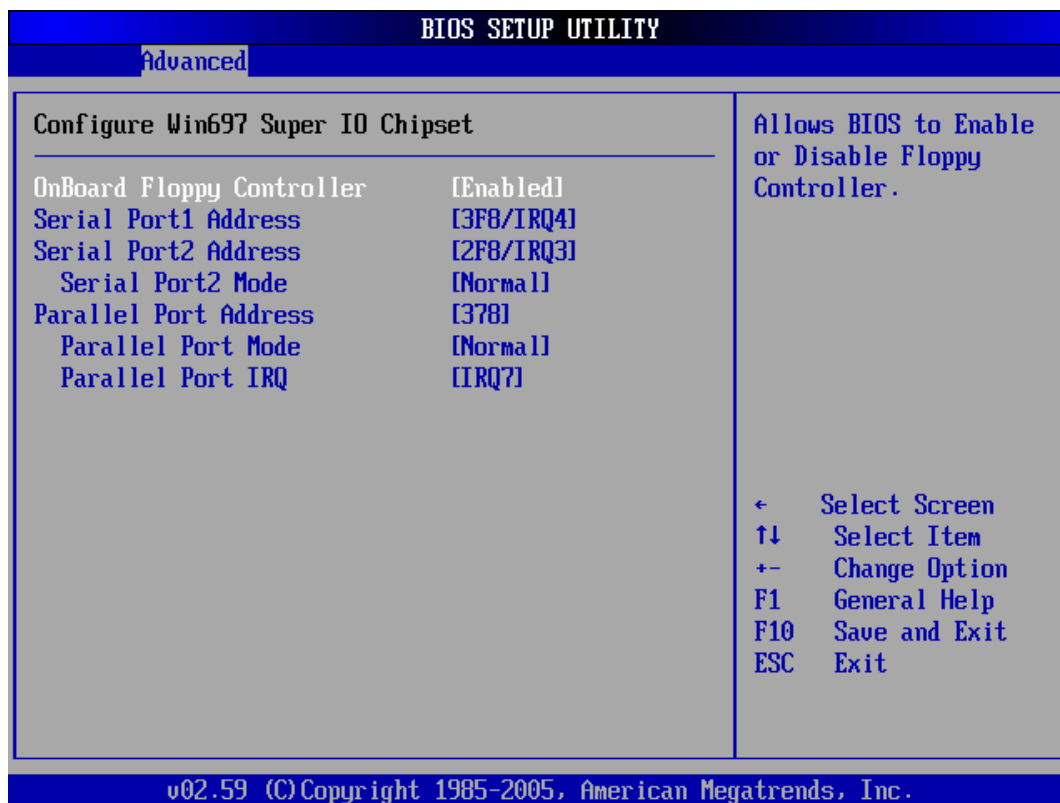 BIOS SETUP UTILITY
Advanced
Configure Win697 Super IO Chipset
OnBoard Floppy Controller [Enabled]
Serial Port1 Address [3F8/IRQ4]
Serial Port2 Address [2F8/IRQ3]
Serial Port2 Mode [Normal]
Parallel Port Address [378]
Parallel Port Mode [Normal]
Parallel Port IRQ [IRQ7]
Allows BIOS to Enable
or Disable Floppy
Controller.
← Select Screen
↑↓ Select Item
+- Change Option
F1 General Help
F10 Save and Exit
ESC Exit
v02.59 (C)Copyright 1985-2005, American Megatrends, Inc.